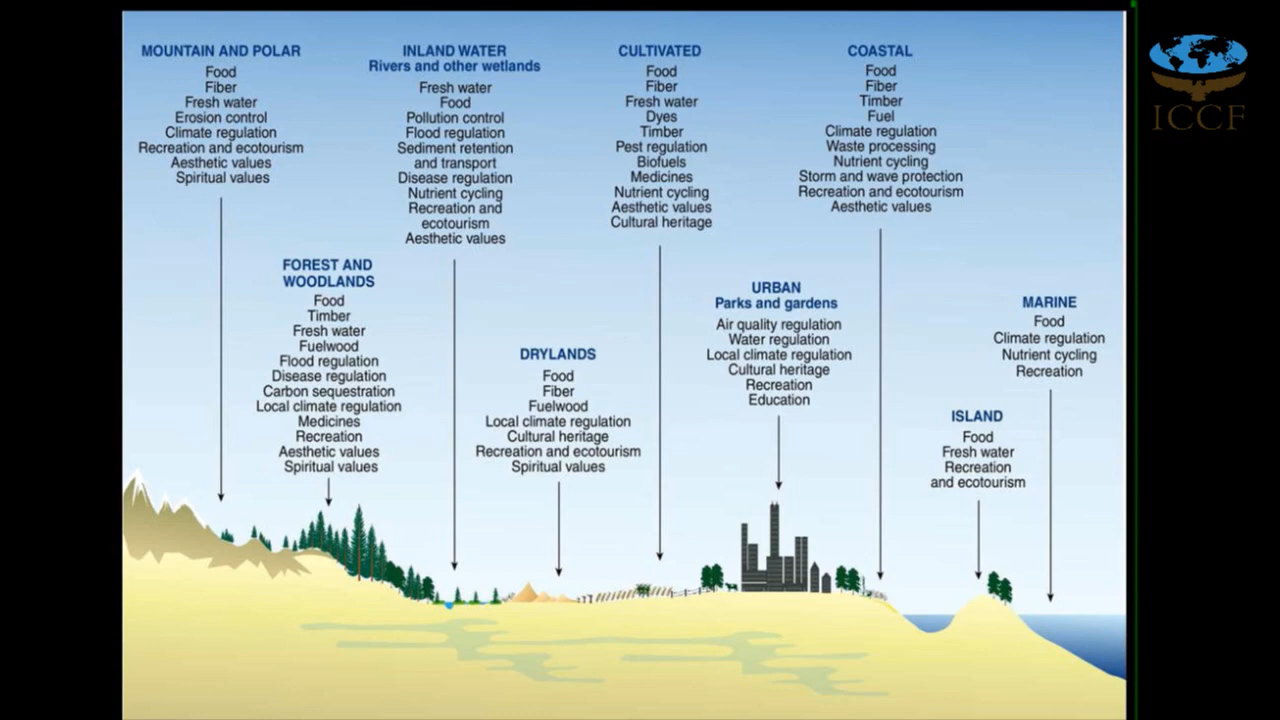 MOUNTAIN AND POLAR
Food
Fiber
Fresh water
Erosion control
Climate regulation
Recreation and ecotourism
Aesthetic values
Spiritual values
INLAND WATER
Rivers and other wetlands
Fresh water
Food
Pollution control
Flood regulation
Sediment retention
and transport
Disease regulation
Nutrient cycling
Recreation and
ecotourism
Aesthetic values
CULTIVATED
Food
Fiber
Fresh water
Dyes
Timber
Pest regulation
Biofuels
Medicines
Nutrient cycling
Aesthetic values
Cultural heritage
COASTAL
Food
Fiber
Timber
Fuel
Climate regulation
Waste processing
Nutrient cycling
Storm and wave protection
Recreation and ecotourism
Aesthetic values
ICCF
FOREST AND
WOODLANDS
Food
Timber
Fresh water
Fuelwood
Flood regulation
Disease regulation
Carbon sequestration
Local climate regulation
Medicines
Recreation
Aesthetic values
Spiritual values
DRYLANDS
Food
Fiber
Fuelwood
Local climate regulation
Cultural heritage
Recreation and ecotourism
Spiritual values
URBAN
Parks and gardens
Air quality regulation
Water regulation
Local climate regulation
Cultural heritage
Recreation
Education
ISLAND
Food
Fresh water
Recreation
and ecotourism
MARINE
Food
Climate regulation
Nutrient cycling
Recreation